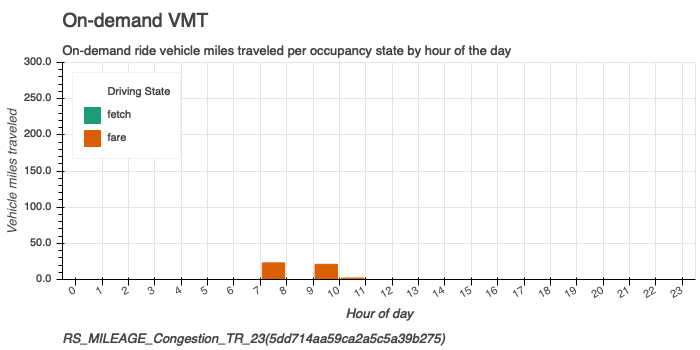 On-demand VMT
On-demand ride vehicle miles traveled per occupancy state by hour of the day
Vehicle miles traveled
300.0
250.0
200.0
150.0
100.0
50.0
0.0
Driving State
fetch
fare
0 1 2 3 4 5 6 7 8 9 10 11 12 13 14 15 16 17 18 19 20 21 22 23
Hour of day
RS_MILEAGE_Congestion_TR_23(5dd714aa59ca2a5c5a39b275)